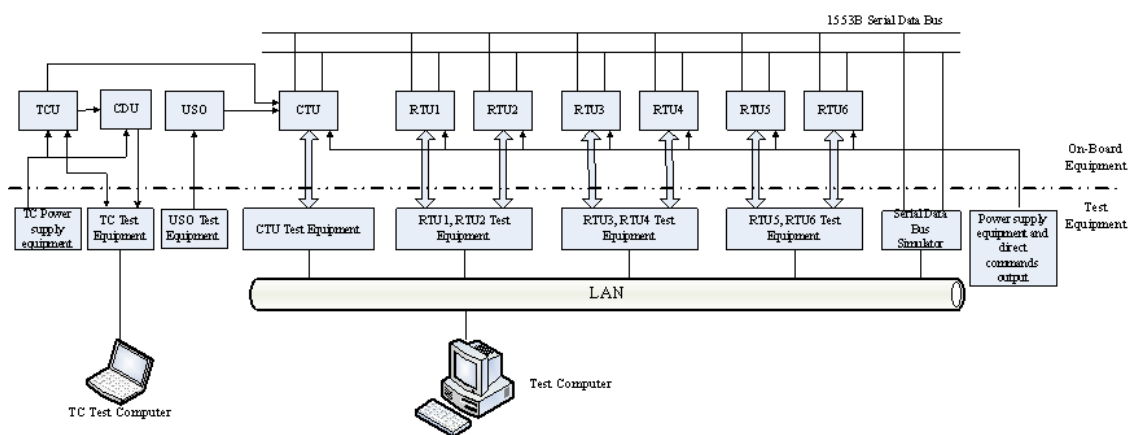 1553B Serial Data Bus
TCU
CDU
USO
CTU
RTU1
RTU2
RTU3
RTU4
RTU5
RTU6
On-Board
Equipment
TC Power
supply
equipment
TC Test
Equipment
USO Test
Equipment
CTU Test Equipment
RTU1, RTU2 Test
Equipment
RTU3, RTU4 Test
Equipment
RTU5, RTU6 Test
Equipment
Serial Data
Bus
Simulator
Power supply
equipment and
direct
commands
output
Test
Equipment
LAN
TC Test Computer
Test Computer